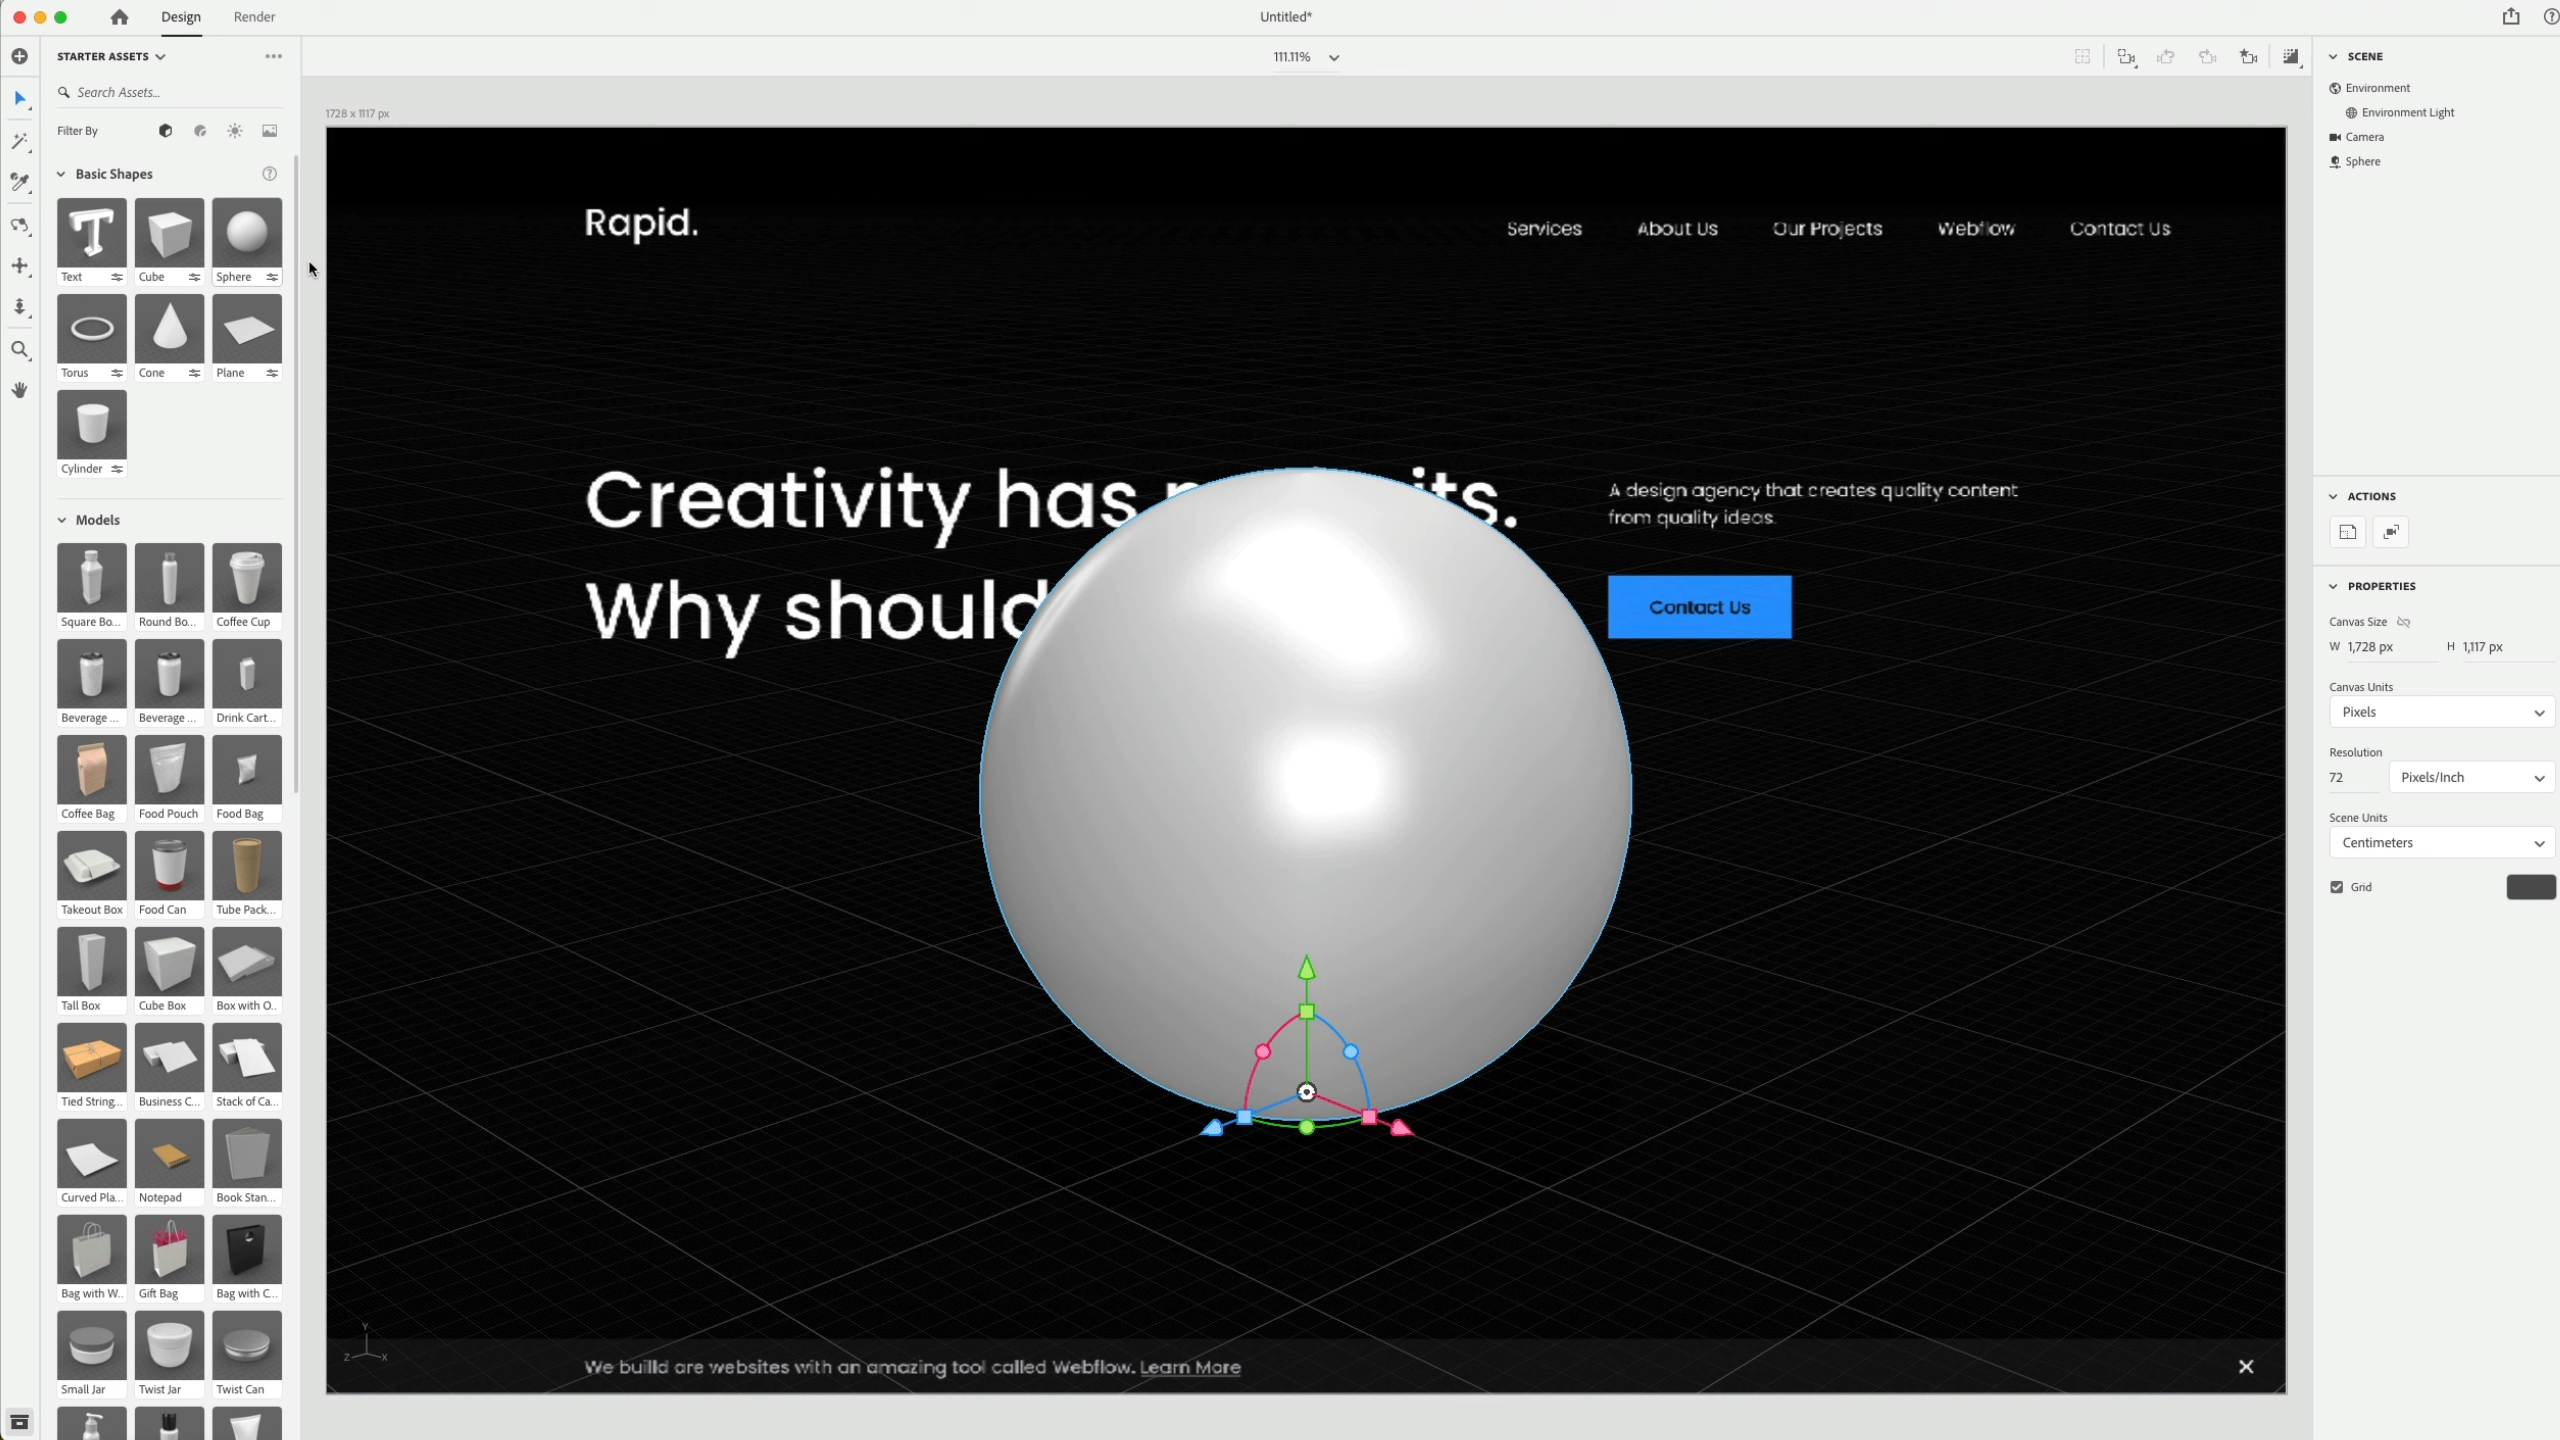 Design
Render
Untitled*
STARTER ASSETS
111.11%
SCENE
Search Assets...
Environment
Environment Light
Filter By
1728 x 1117 px
Camera
Sphere
Basic Shapes
Rapid.
Services
About Us
Our Projects
Webflow
Contact Us
Text
Cube
Sphere
Torus
Cone
Plane
Cylinder
Creativity has
its.
Why should
A design agency that creates quality content
from quality ideas.
Contact Us
ACTIONS
Models
PROPERTIES
Square Bo...
Round Bo...
Coffee Cup
Canvas Size
W 1,728 px
H 1,117 px
Beverage ...
Beverage ...
Drink Cart...
Canvas Units
Pixels
Resolution
72
Pixels/Inch
Coffee Bag
Food Pouch
Food Bag
Scene Units
Centimeters
Grid
Takeout Box
Food Can
Tube Pack...
Tall Box
Cube Box
Box with O...
Tied String...
Business C...
Stack of Ca...
Curved Pla...
Notepad
Book Stan...
Bag with W...
Gift Bag
Bag with C...
Y
Z
X
We builld are websites with an amazing tool called Webflow. Learn More
Small Jar
Twist Jar
Twist Can